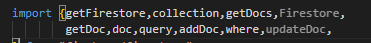 import {getFirestore,collection,getDocs,Firestore,
getDoc,doc,query,addDoc,where,updateDoc,